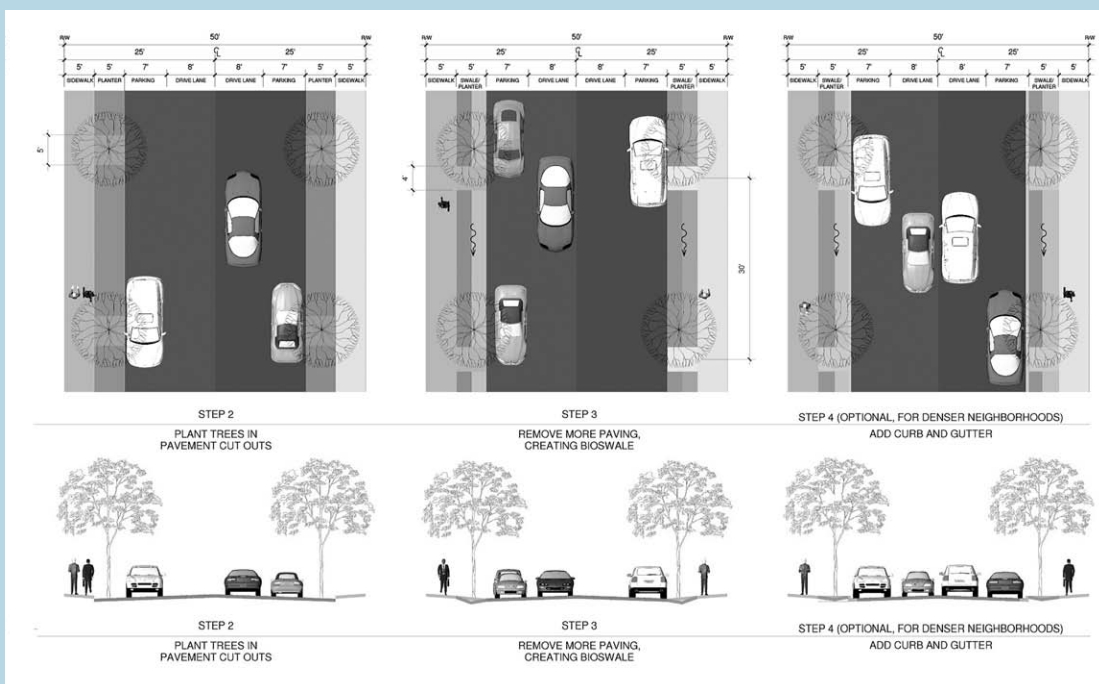 R/W 50' R/W
25' ℄ 25'
5' 5' 7' 8' 8' 7' 5' 5'
SIDEWALK PLANTER PARKING DRIVE LANE DRIVE LANE PARKING PLANTER SIDEWALK
5'
STEP 2
PLANT TREES IN
PAVEMENT CUT OUTS
R/W 50' R/W
25' ℄ 25'
5' 5' 7' 8' 8' 7' 5' 5'
SIDEWALK SWALE/ PARKING DRIVE LANE DRIVE LANE PARKING SWALE/ SIDEWALK
PLANTER PLANTER
4'
30'
STEP 3
REMOVE MORE PAVING,
CREATING BIOSWALE
R/W 50' R/W
25' ℄ 25'
5' 5' 7' 8' 8' 7' 5' 5'
SIDEWALK SWALE/ PARKING DRIVE LANE DRIVE LANE PARKING SWALE/ SIDEWALK
PLANTER PLANTER
STEP 4 (OPTIONAL, FOR DENSER NEIGHBORHOODS)
ADD CURB AND GUTTER
STEP 2
PLANT TREES IN
PAVEMENT CUT OUTS
STEP 3
REMOVE MORE PAVING,
CREATING BIOSWALE
STEP 4 (OPTIONAL, FOR DENSER NEIGHBORHOODS)
ADD CURB AND GUTTER